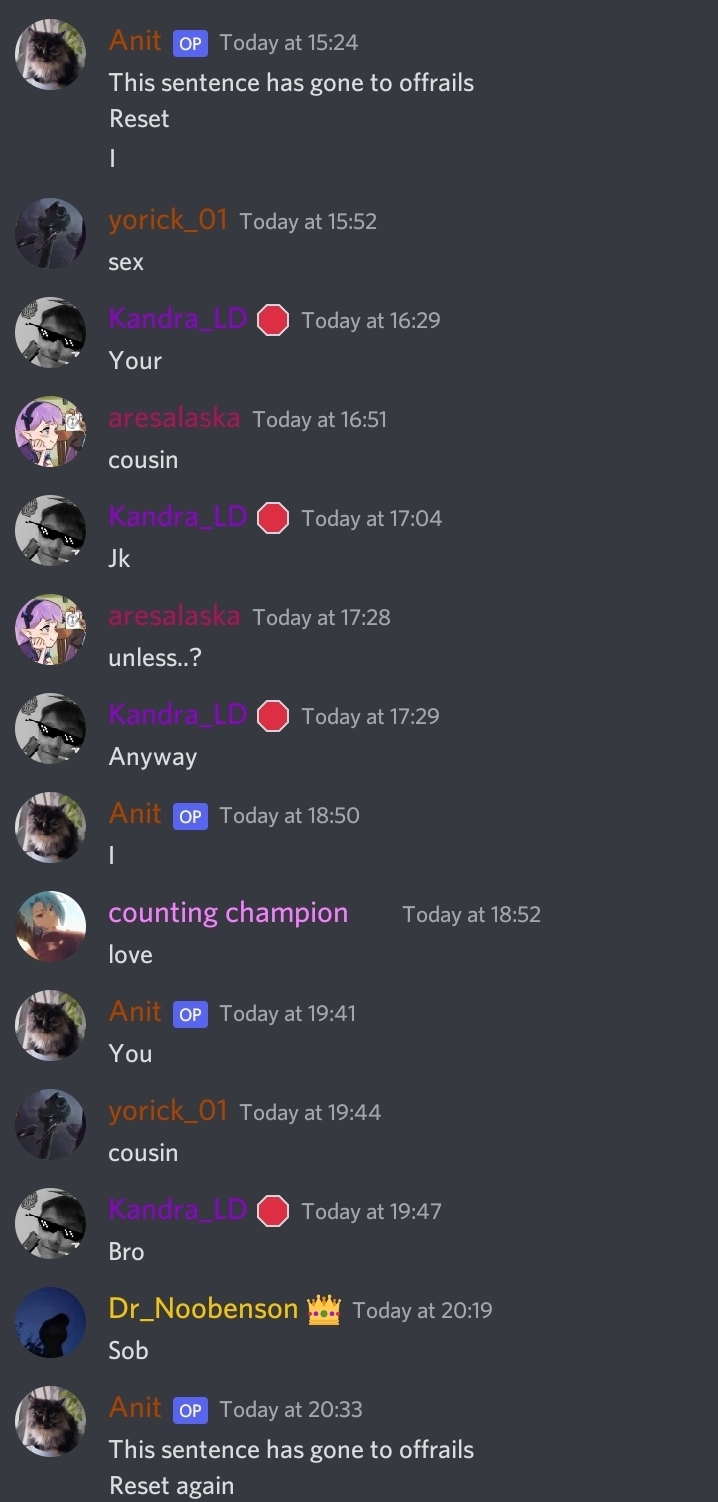 Anit OP Today at 15:24
This sentence has gone to offrails
Reset
I
yorick_01 Today at 15:52
sex
Kandra_LD Today at 16:29
Your
aresalaska Today at 16:51
cousin
Kandra_LD Today at 17:04
Jk
aresalaska Today at 17:28
unless..?
Kandra_LD Today at 17:29
Anyway
Anit OP Today at 18:50
I
counting champion Today at 18:52
love
Anit OP Today at 19:41
You
yorick_01 Today at 19:44
cousin
Kandra_LD Today at 19:47
Bro
Dr_Noobenson Today at 20:19
Sob
Anit OP Today at 20:33
This sentence has gone to offrails
Reset again